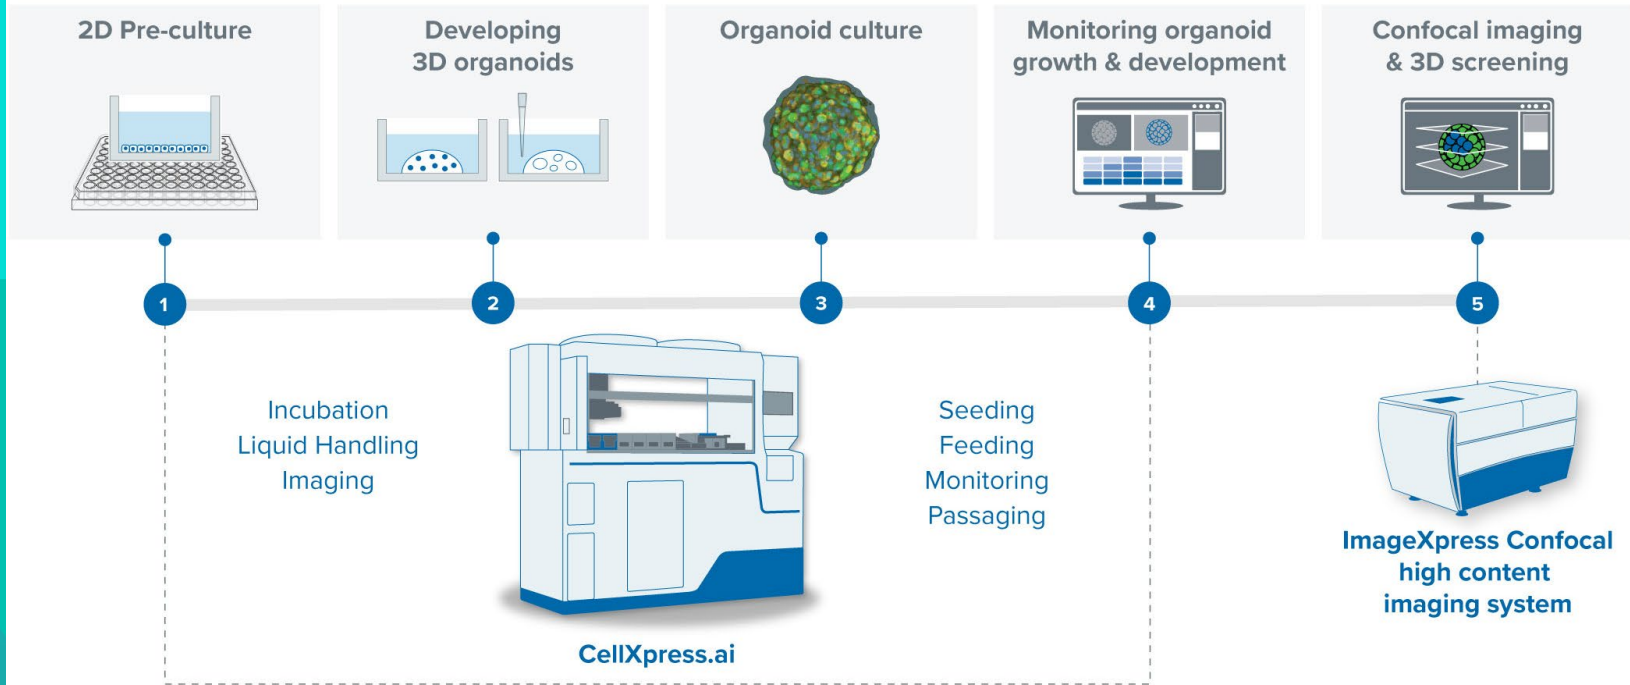 2D Pre-culture
Developing
3D organoids
Organoid culture
Monitoring organoid
growth & development
Confocal imaging
& 3D screening
1
2
3
4
5
Incubation
Liquid Handling
Imaging
Seeding
Feeding
Monitoring
Passaging
CellXpress.ai
ImageXpress Confocal
high content
imaging system